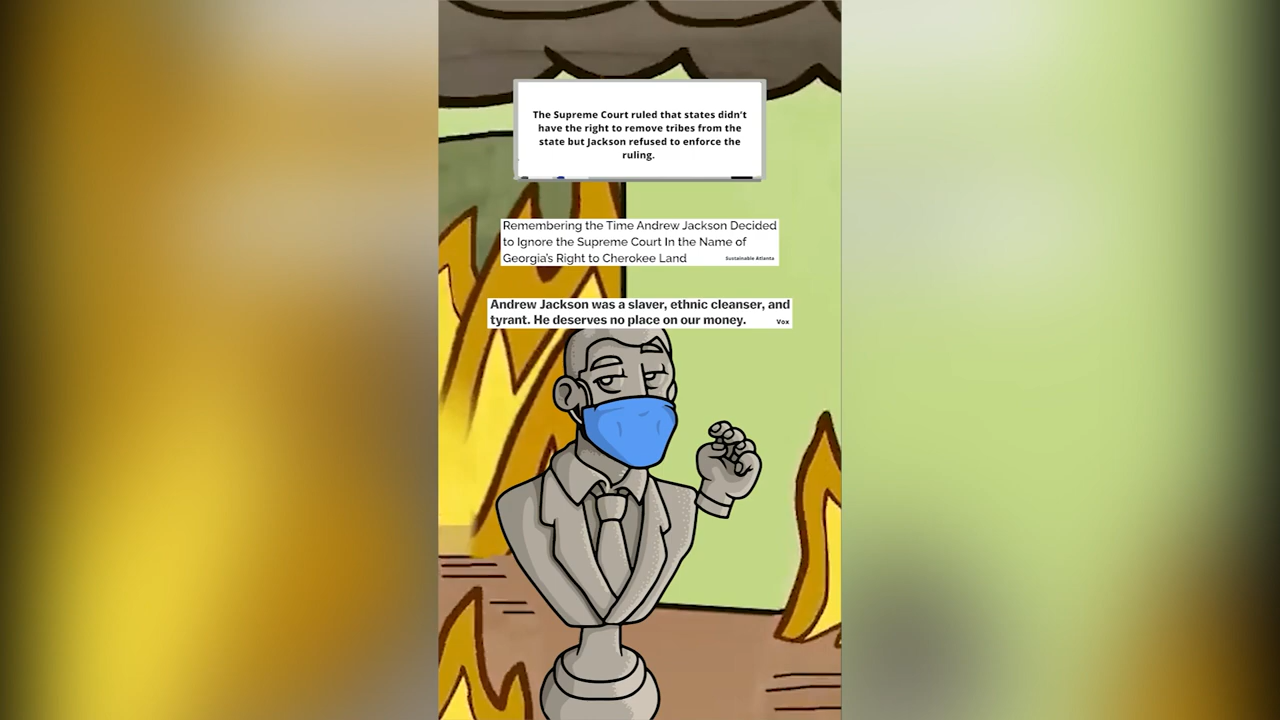 The Supreme Court ruled that states didn't
have the right to remove tribes from the
state but Jackson refused to enforce the
ruling.
Remembering the Time Andrew Jackson Decided
to Ignore the Supreme Court In the Name of
Georgia's Right to Cherokee Land
Sustainable Atlanta
Andrew Jackson was a slaver, ethnic cleanser, and
tyrant. He deserves no place on our money.
Vox